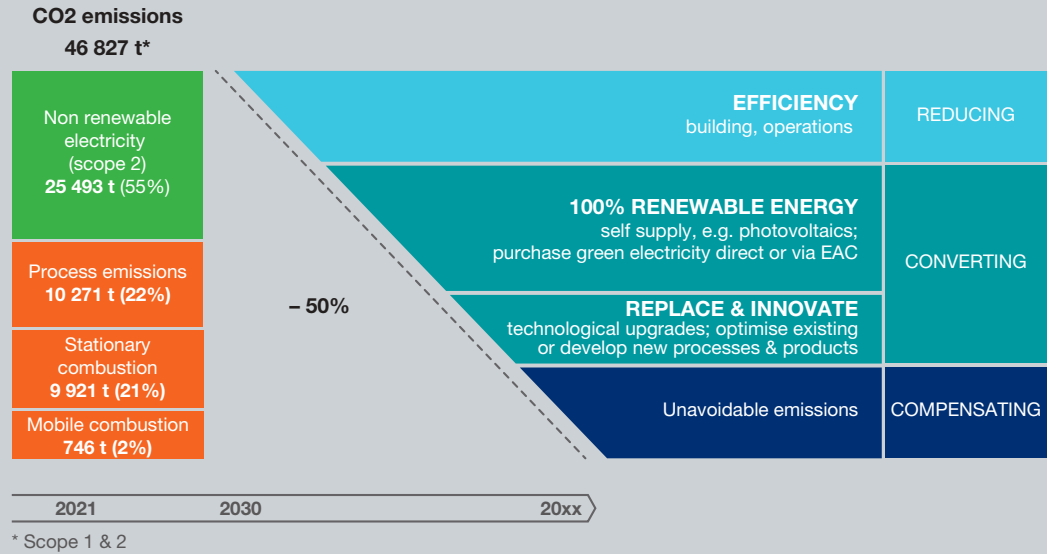 CO2 emissions
46 827 t*
Non renewable
electricity
(scope 2)
25 493 t (55%)
Process emissions
10 271 t (22%)
Stationary
combustion
9 921 t (21%)
Mobile combustion
746 t (2%)
– 50%
EFFICIENCY
building, operations
REDUCING
100% RENEWABLE ENERGY
self supply, e.g. photovoltaics;
purchase green electricity direct or via EAC
CONVERTING
REPLACE & INNOVATE
technological upgrades; optimise existing
or develop new processes & products
Unavoidable emissions
COMPENSATING
2021
2030
20xx
* Scope 1 & 2